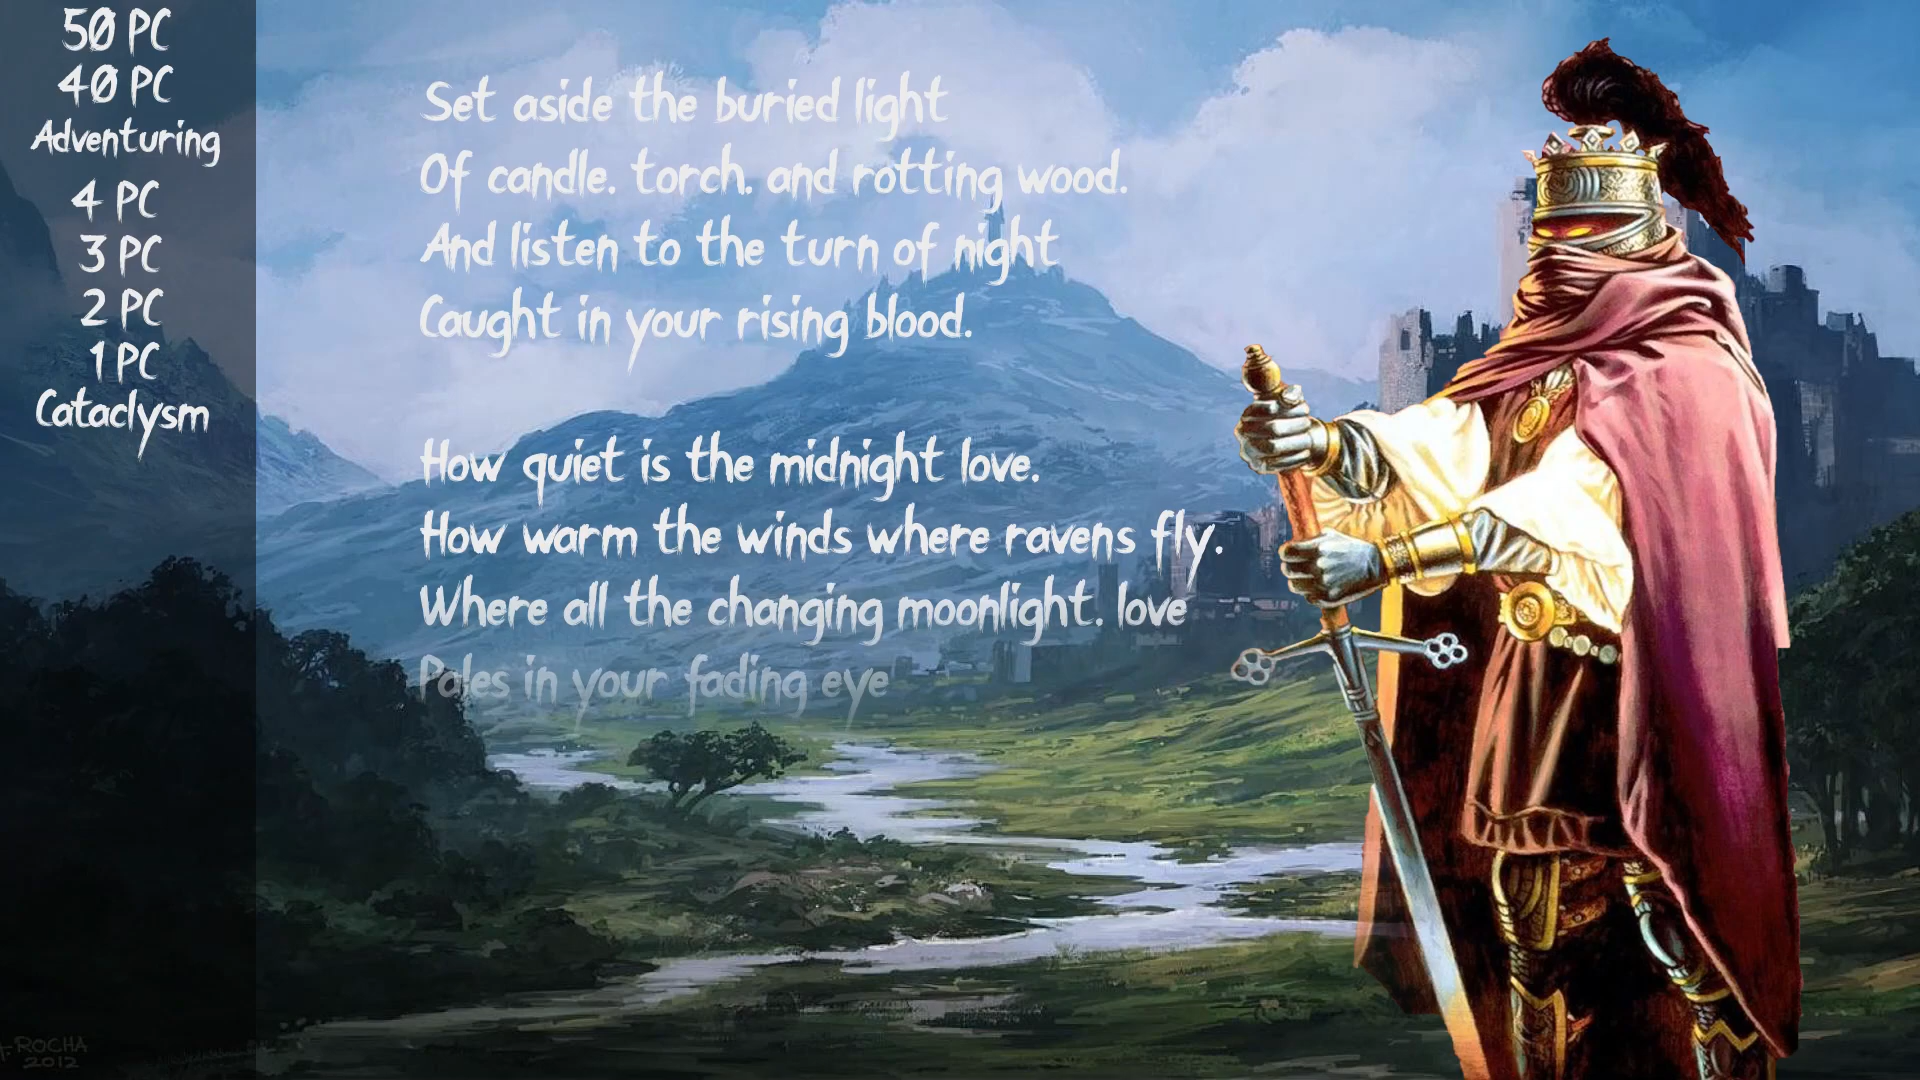 50 PC
40 PC
Adventuring
4 PC
3 PC
2 PC
1 PC
Cataclysm
Set aside the buried light
Of candle. torch. and rotting wood.
And listen to the turn of night
Caught in your rising blood.
How quiet is the midnight love.
How warm the winds where ravens fly.
Where all the changing moonlight. love
Pales in your fading eye
ROCHA
2012